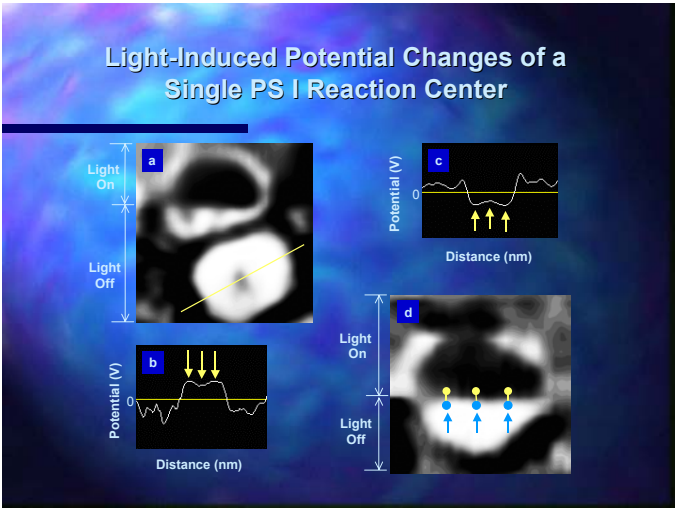 Light-Induced Potential Changes of a
Single PS I Reaction Center
a
Light
On
Light
Off
b
Potential (V)
0
Distance (nm)
c
Potential (V)
0
Distance (nm)
d
Light
On
Light
Off